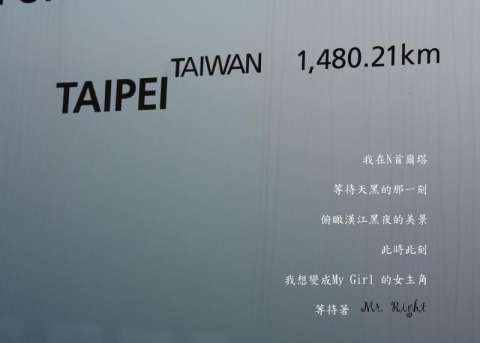 TAIPEI TAIWAN 1,480.21km
我在N首爾塔
等待天黑的那一刻
俯瞰漢江黑夜的美景
此時此刻
我想變成My Girl 的女主角
等待著 Mr. Right